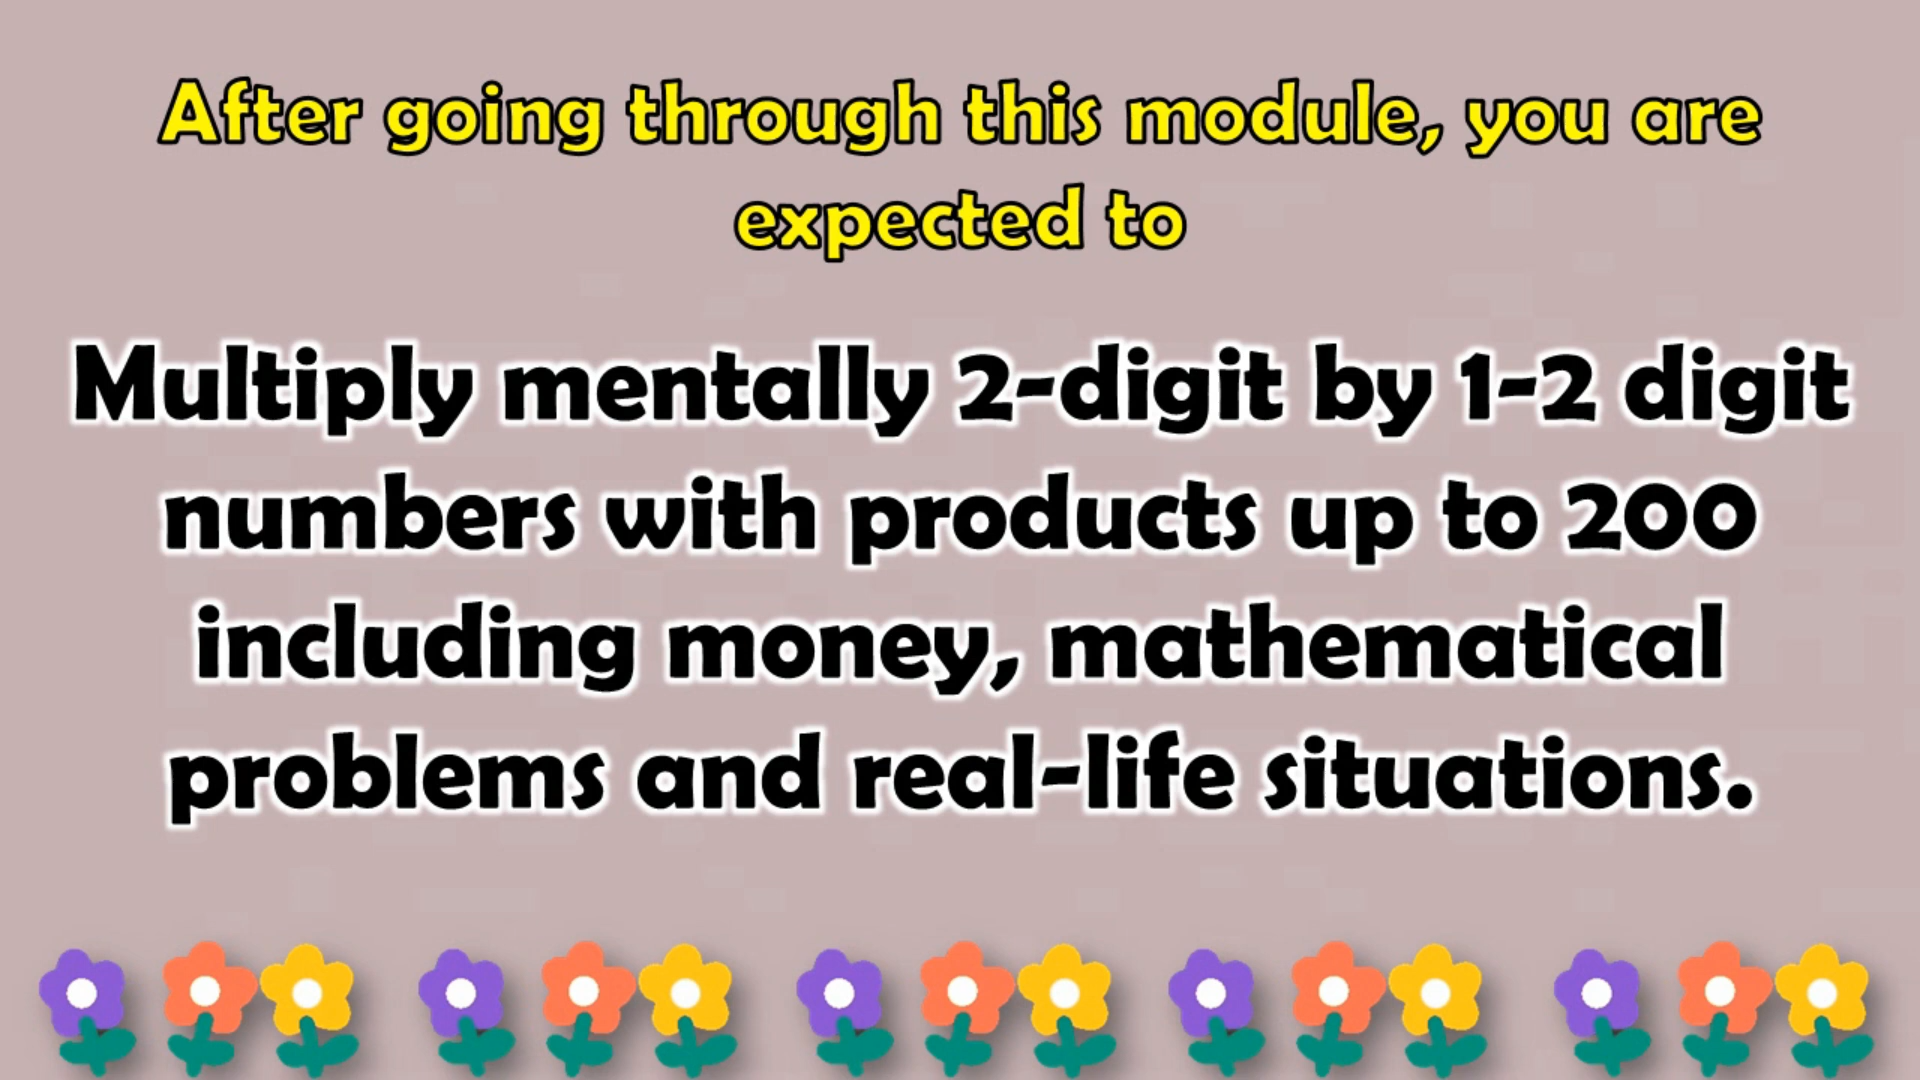 After going through this module, you are
expected to
Multiply mentally 2-digit by 1-2 digit
numbers with products up to 200
including money, mathematical
problems and real-life situations.